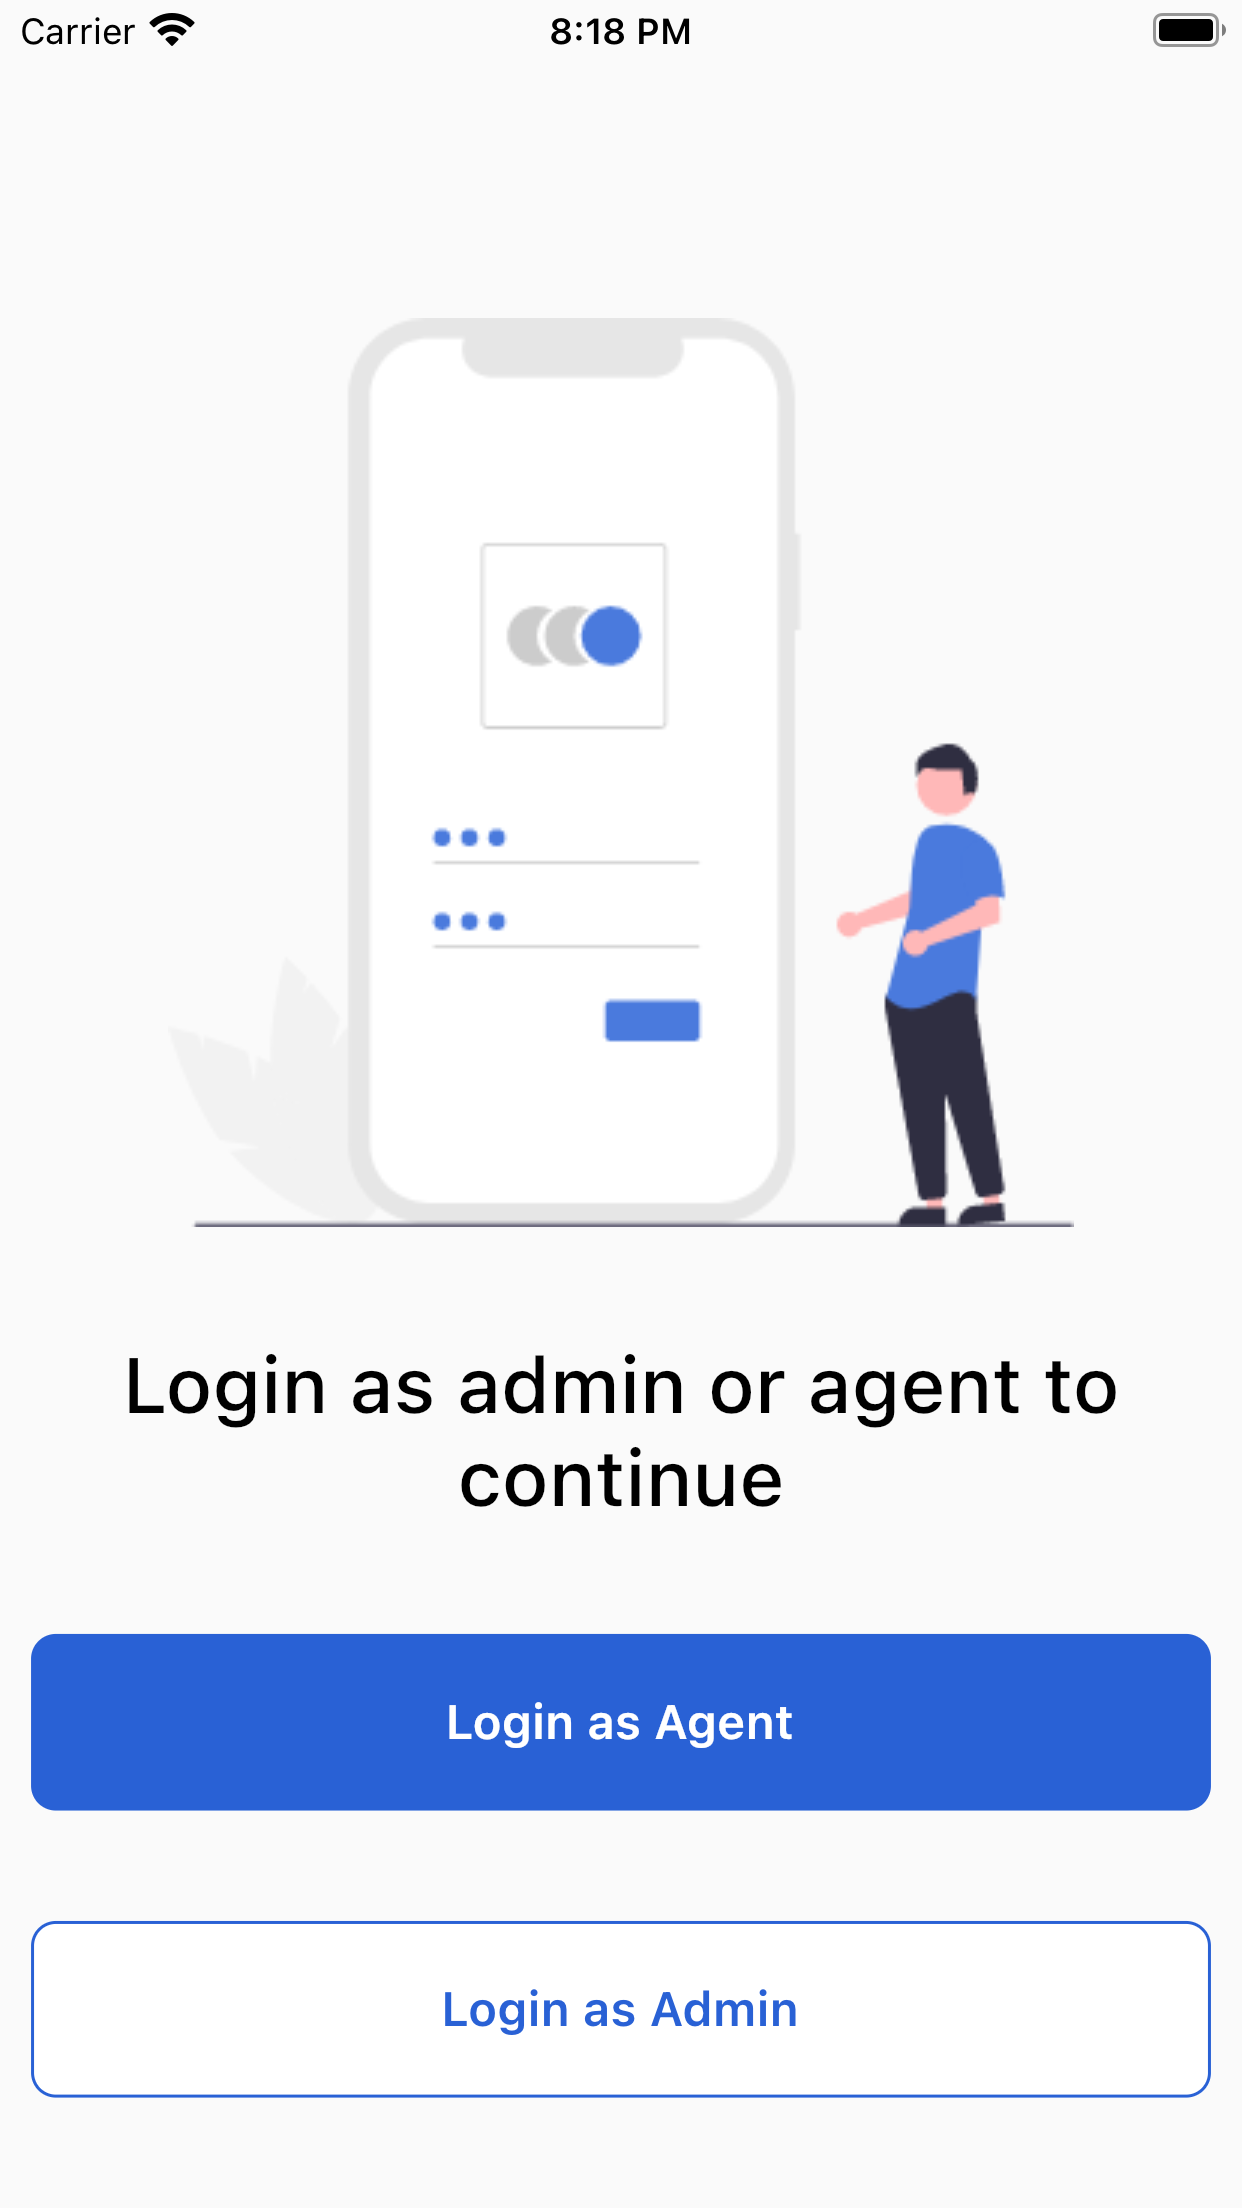 Carrier 8:18 PM
Login as admin or agent to
continue
Login as Agent
Login as Admin